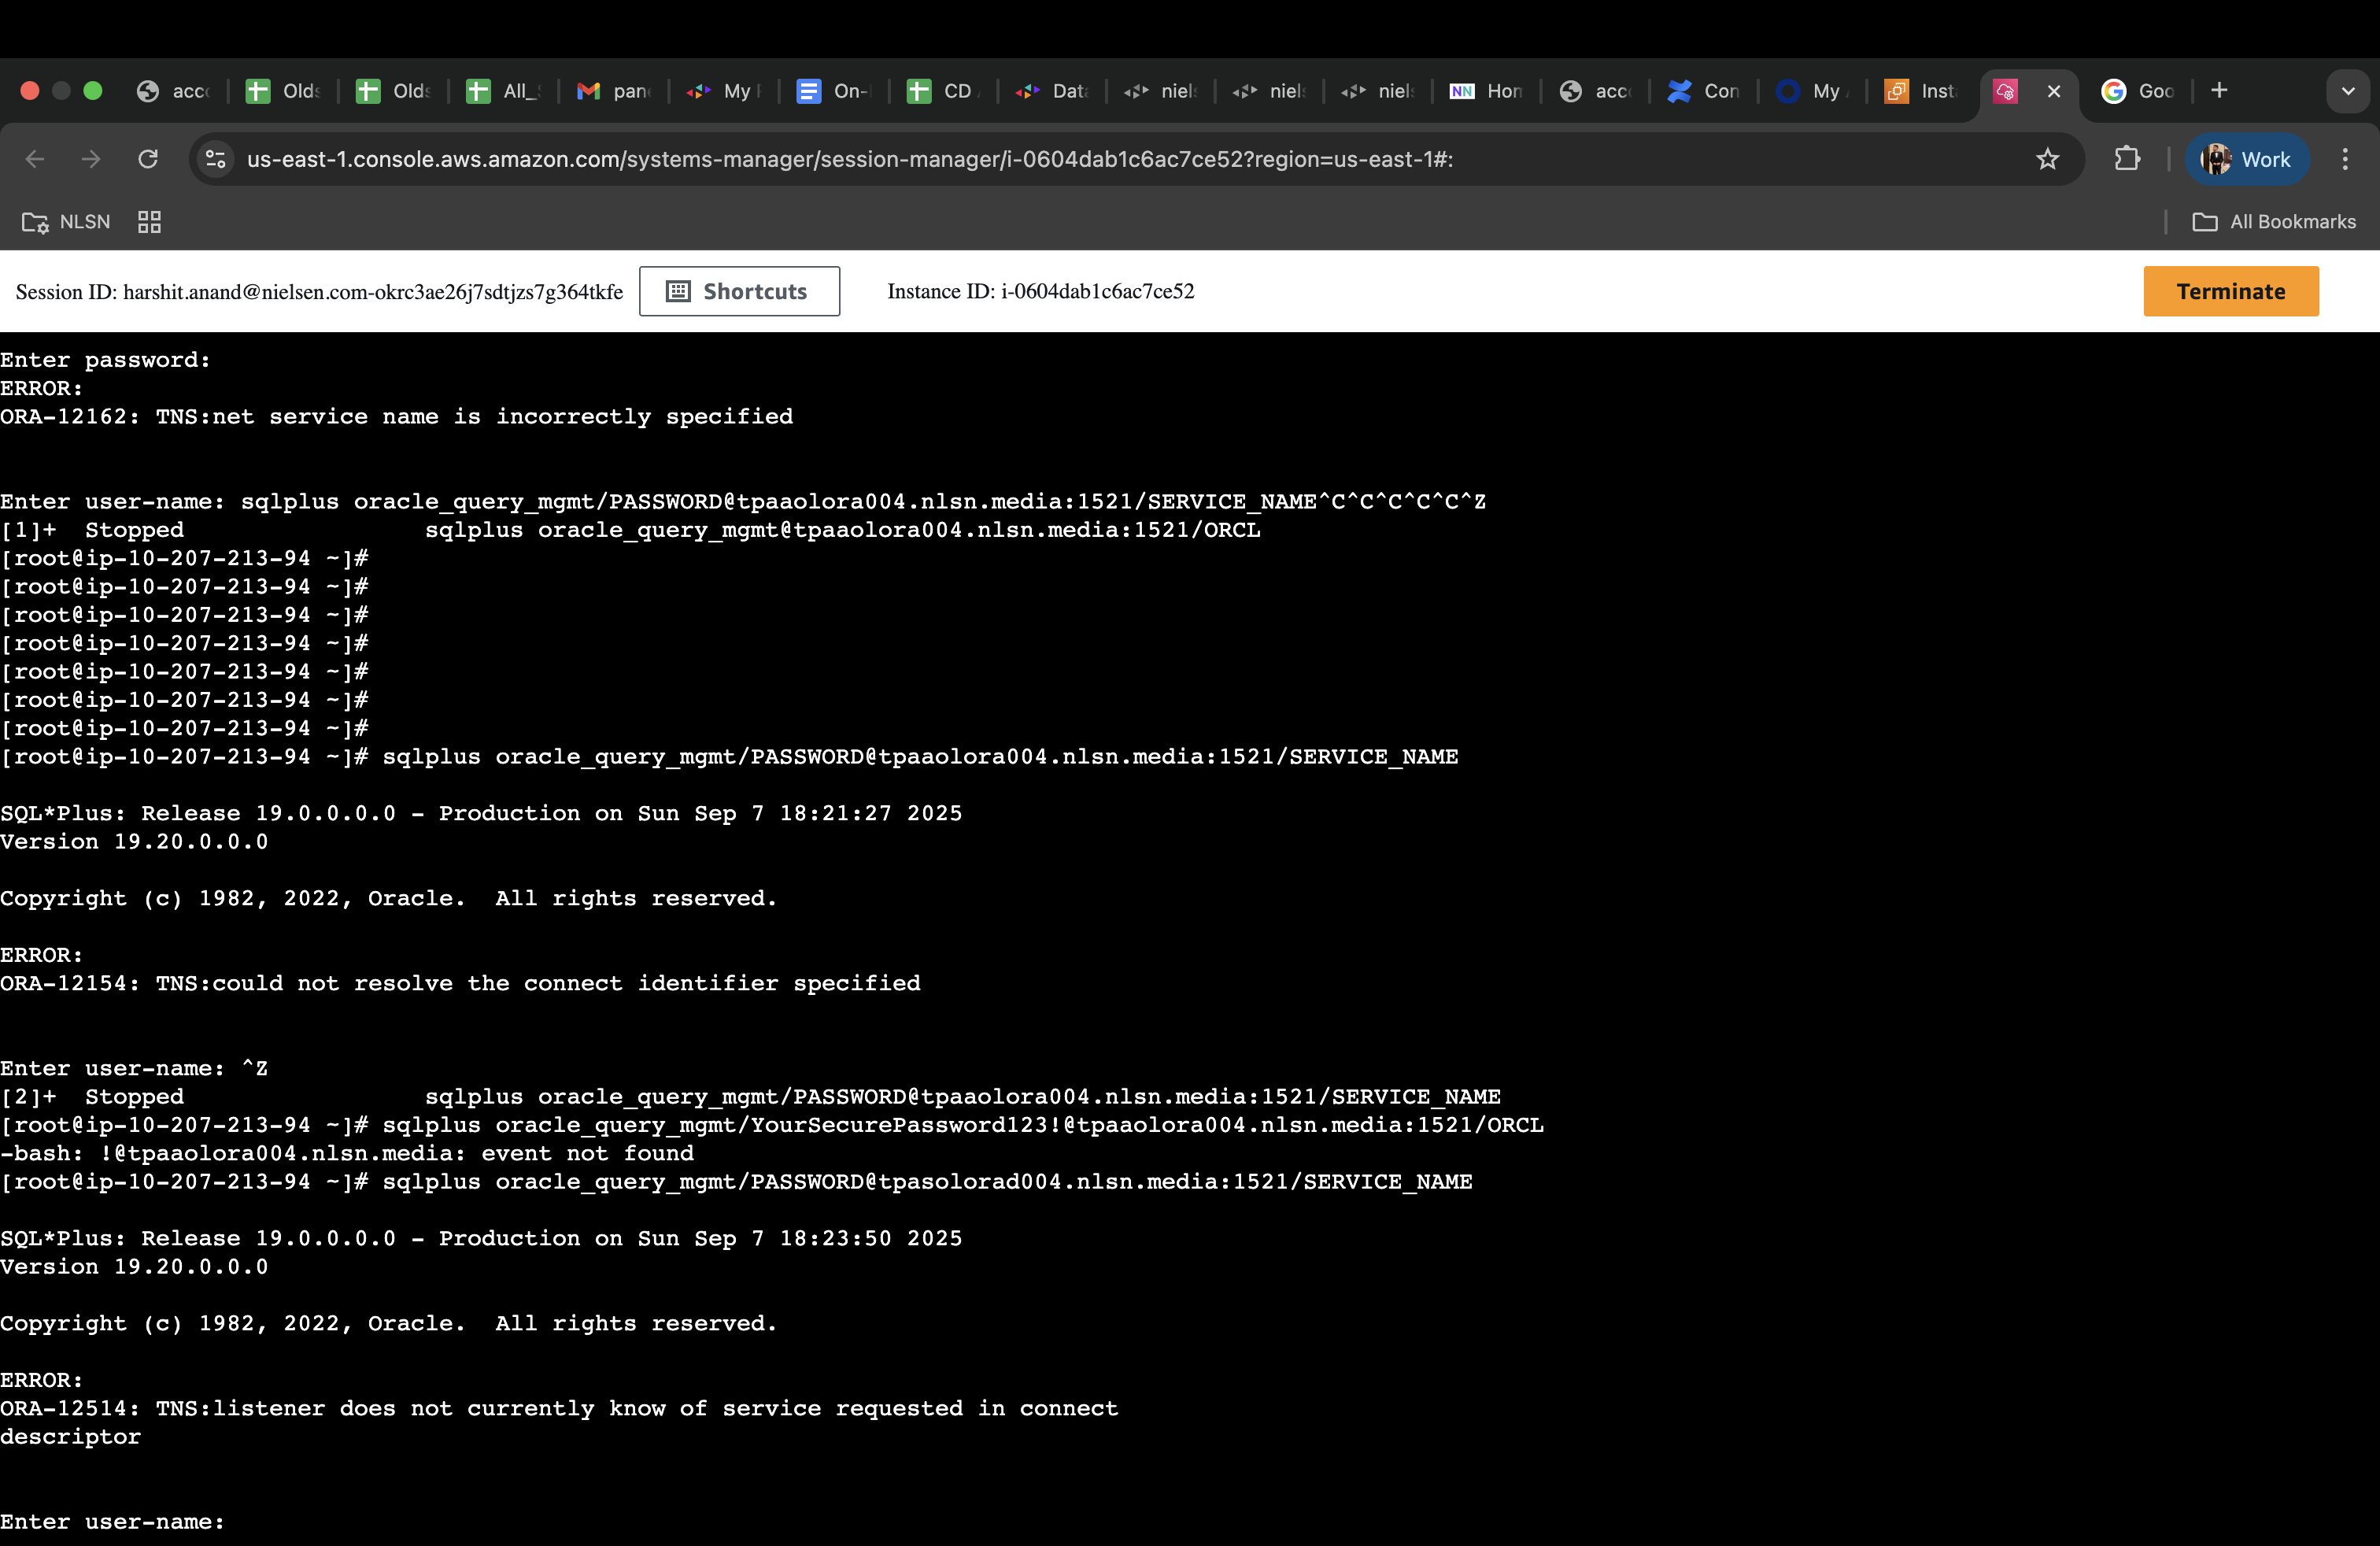 acc
Olds
Olds
All_S
pan
My
On-
CD
Data
niel
niel
niel
NN Hom
acc
Con
My
Inst
Goo
us-east-1.console.aws.amazon.com/systems-manager/session-manager/i-0604dab1c6ac7ce52?region=us-east-1#:
Work
NLSN
All Bookmarks
Session ID: harshit.anand@nielsen.com-okrc3ae26j7sdtjzs7g364tkfe
Shortcuts
Instance ID: i-0604dab1c6ac7ce52
Terminate
Enter password:
ERROR:
ORA-12162: TNS:net service name is incorrectly specified
Enter user-name: sqlplus oracle_query_mgmt/PASSWORD@tpaaolora004.nlsn.media:1521/SERVICE_NAME^C^C^C^C^C^Z
[1]+  Stopped                 sqlplus oracle_query_mgmt@tpaaolora004.nlsn.media:1521/ORCL
[root@ip-10-207-213-94 ~]#
[root@ip-10-207-213-94 ~]#
[root@ip-10-207-213-94 ~]#
[root@ip-10-207-213-94 ~]#
[root@ip-10-207-213-94 ~]#
[root@ip-10-207-213-94 ~]#
[root@ip-10-207-213-94 ~]#
[root@ip-10-207-213-94 ~]# sqlplus oracle_query_mgmt/PASSWORD@tpaaolora004.nlsn.media:1521/SERVICE_NAME
SQL*Plus: Release 19.0.0.0.0 - Production on Sun Sep 7 18:21:27 2025
Version 19.20.0.0.0
Copyright (c) 1982, 2022, Oracle.  All rights reserved.
ERROR:
ORA-12154: TNS:could not resolve the connect identifier specified
Enter user-name: ^Z
[2]+  Stopped                 sqlplus oracle_query_mgmt/PASSWORD@tpaaolora004.nlsn.media:1521/SERVICE_NAME
[root@ip-10-207-213-94 ~]# sqlplus oracle_query_mgmt/YourSecurePassword123!@tpaaolora004.nlsn.media:1521/ORCL
-bash: !@tpaaolora004.nlsn.media: event not found
[root@ip-10-207-213-94 ~]# sqlplus oracle_query_mgmt/PASSWORD@tpasolorad004.nlsn.media:1521/SERVICE_NAME
SQL*Plus: Release 19.0.0.0.0 - Production on Sun Sep 7 18:23:50 2025
Version 19.20.0.0.0
Copyright (c) 1982, 2022, Oracle.  All rights reserved.
ERROR:
ORA-12514: TNS:listener does not currently know of service requested in connect
descriptor
Enter user-name: